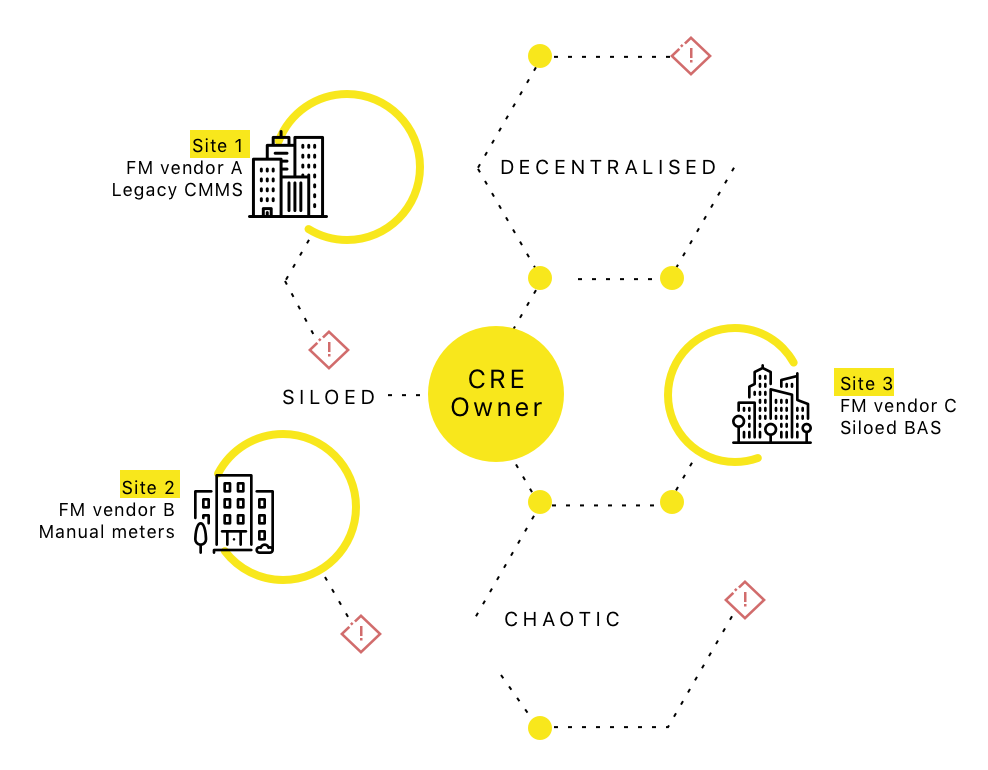 Site 1
FM vendor A
Legacy CMMS
DECENTRALISED
SILOED
CRE
Owner
Site 3
FM vendor C
Siloed BAS
Site 2
FM vendor B
Manual meters
CHAOTIC